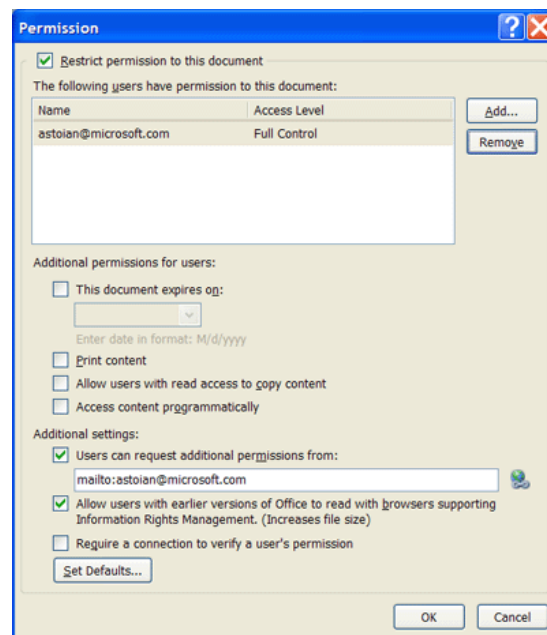 Permission
Restrict permission to this document
The following users have permission to this document:
Name Access Level
astoian@microsoft.com Full Control
Add...
Remove
Additional permissions for users:
This document expires on:
Enter date in format: M/d/yyyy
Print content
Allow users with read access to copy content
Access content programmatically
Additional settings:
Users can request additional permissions from:
mailto:astoian@microsoft.com
Allow users with earlier versions of Office to read with browsers supporting
Information Rights Management. (Increases file size)
Require a connection to verify a user's permission
Set Defaults...
OK Cancel